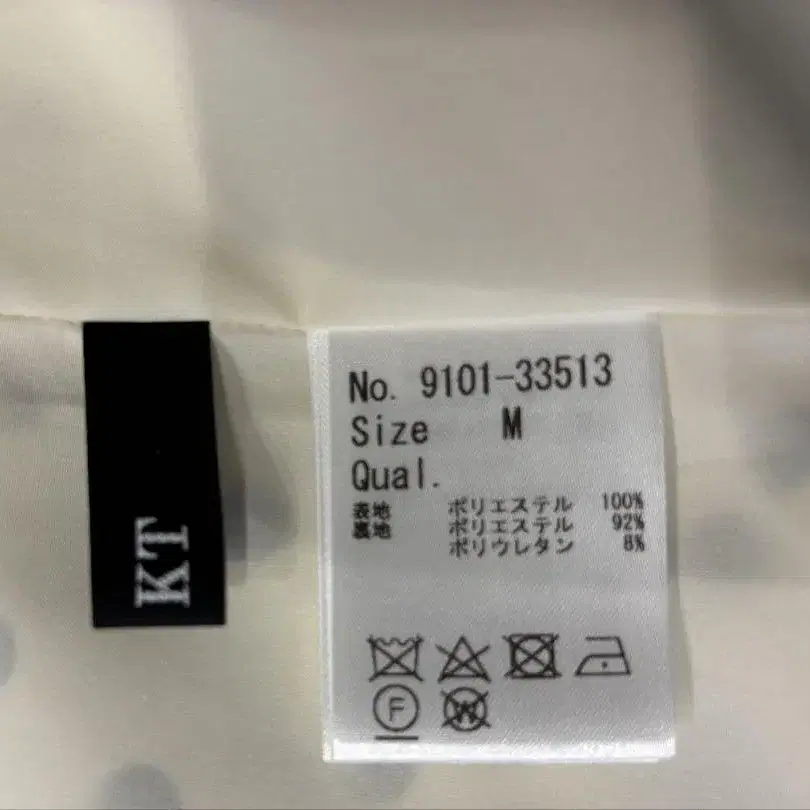 KT
No. 9101-33513
Size M
Qual.
表地 ポリエステル 100%
裏地 ポリエステル 92%
ポリウレタン 8%
F
W